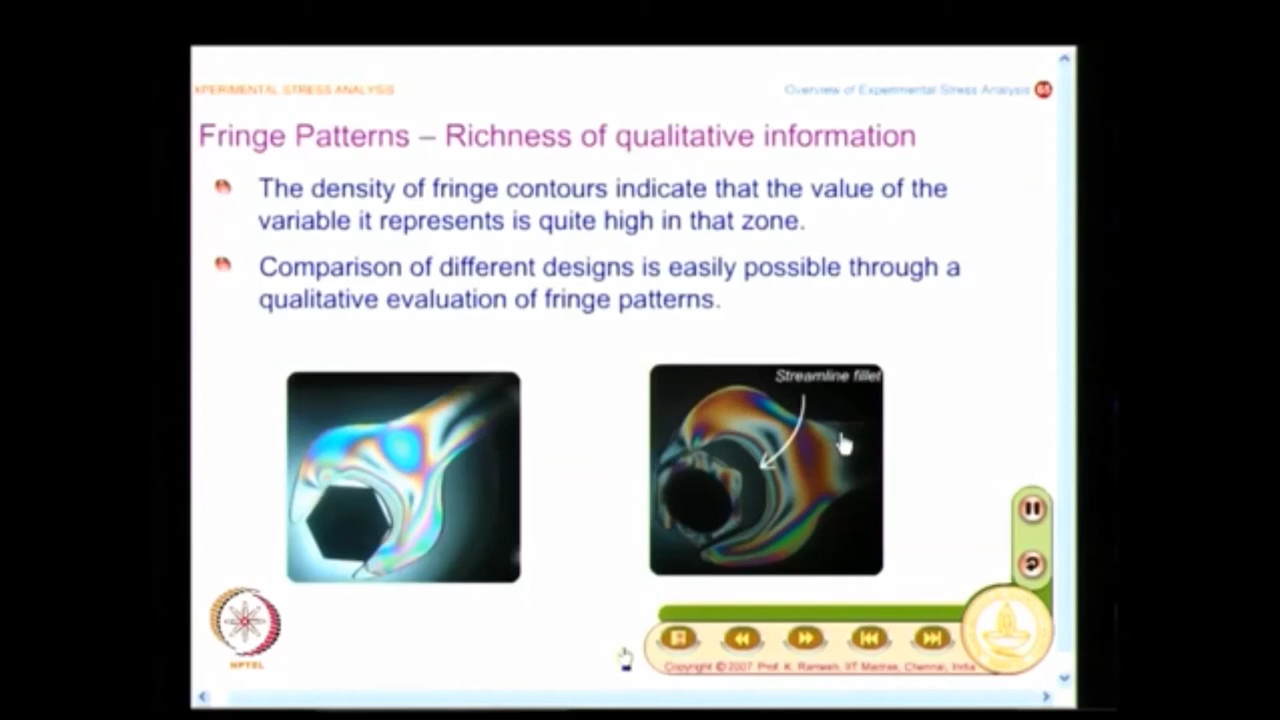 XPERIMENTAL STRESS ANALYSIS
Overview of Experimental Stress Analysis 65
Fringe Patterns – Richness of qualitative information
The density of fringe contours indicate that the value of the
variable it represents is quite high in that zone.
Comparison of different designs is easily possible through a
qualitative evaluation of fringe patterns.
Streamline fillet
NPTEL
Copyright © 2007 Prof. K. Ramesh, IIT Madras, Chennai, India